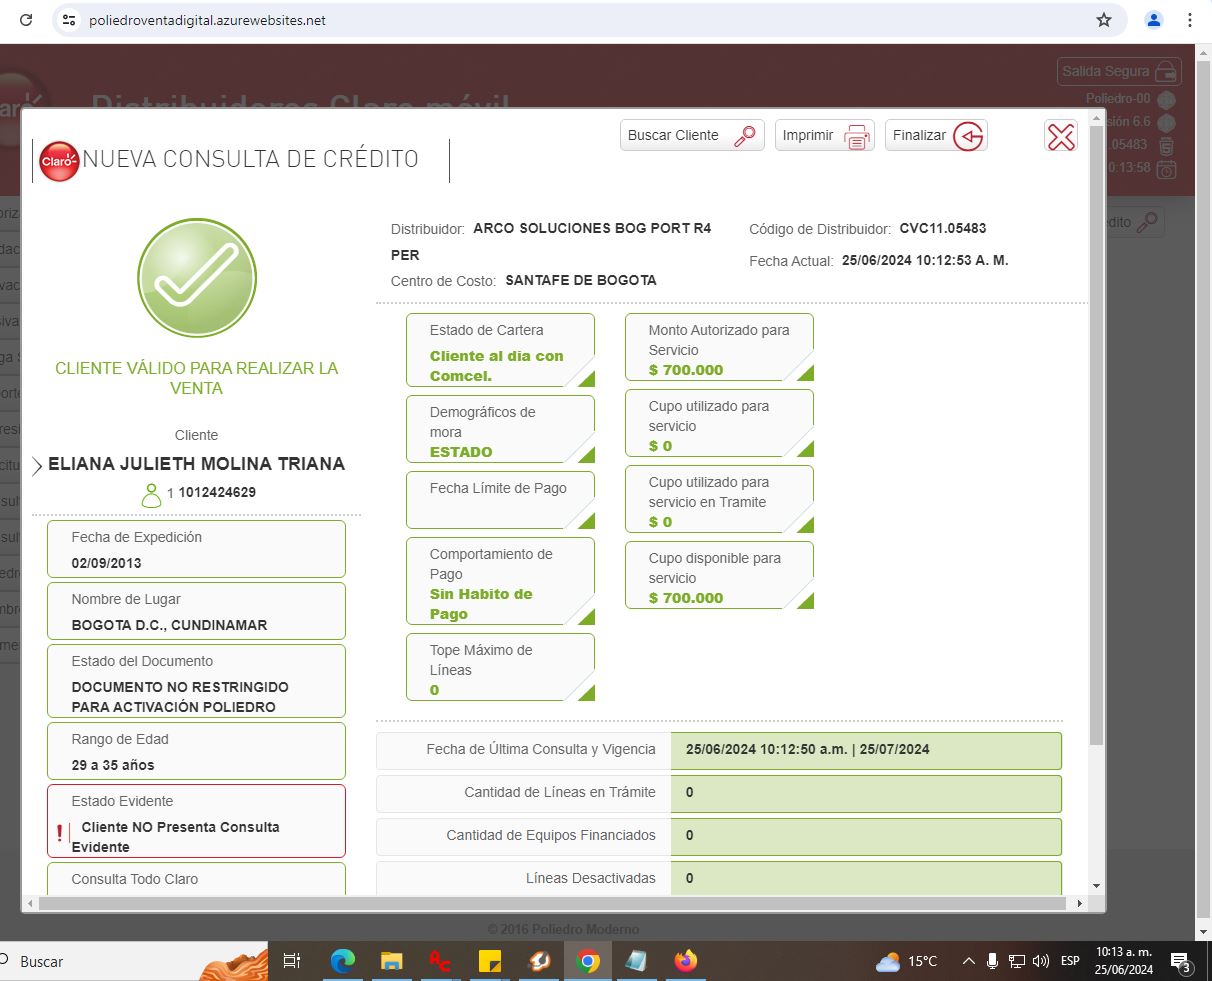 poliedroventadigital.azurewebsites.net
Salida Segura
Distribuidores Claro móvil
Poliedro-00
sión 6.6
.05483
0:13:58
Claro
NUEVA CONSULTA DE CRÉDITO
Buscar Cliente
Imprimir
Finalizar
CLIENTE VÁLIDO PARA REALIZAR LA
VENTA
Cliente
ELIANA JULIETH MOLINA TRIANA
1 1012424629
Fecha de Expedición
02/09/2013
Nombre de Lugar
BOGOTA D.C., CUNDINAMAR
Estado del Documento
DOCUMENTO NO RESTRINGIDO
PARA ACTIVACIÓN POLIEDRO
Rango de Edad
29 a 35 años
Estado Evidente
! Cliente NO Presenta Consulta
Evidente
Consulta Todo Claro
Distribuidor: ARCO SOLUCIONES BOG PORT R4
PER
Centro de Costo: SANTAFE DE BOGOTA
Código de Distribuidor: CVC11.05483
Fecha Actual: 25/06/2024 10:12:53 A. M.
Estado de Cartera
Cliente al dia con
Comcel.
Demográficos de
mora
ESTADO
Fecha Límite de Pago
Comportamiento de
Pago
Sin Habito de
Pago
Tope Máximo de
Líneas
0
Monto Autorizado para
Servicio
$ 700.000
Cupo utilizado para
servicio
$ 0
Cupo utilizado para
servicio en Tramite
$ 0
Cupo disponible para
servicio
$ 700.000
Fecha de Última Consulta y Vigencia 25/06/2024 10:12:50 a.m. | 25/07/2024
Cantidad de Líneas en Trámite 0
Cantidad de Equipos Financiados 0
Líneas Desactivadas 0
© 2016 Poliedro Moderno
Buscar
15°C
ESP
10:13 a. m.
25/06/2024
3